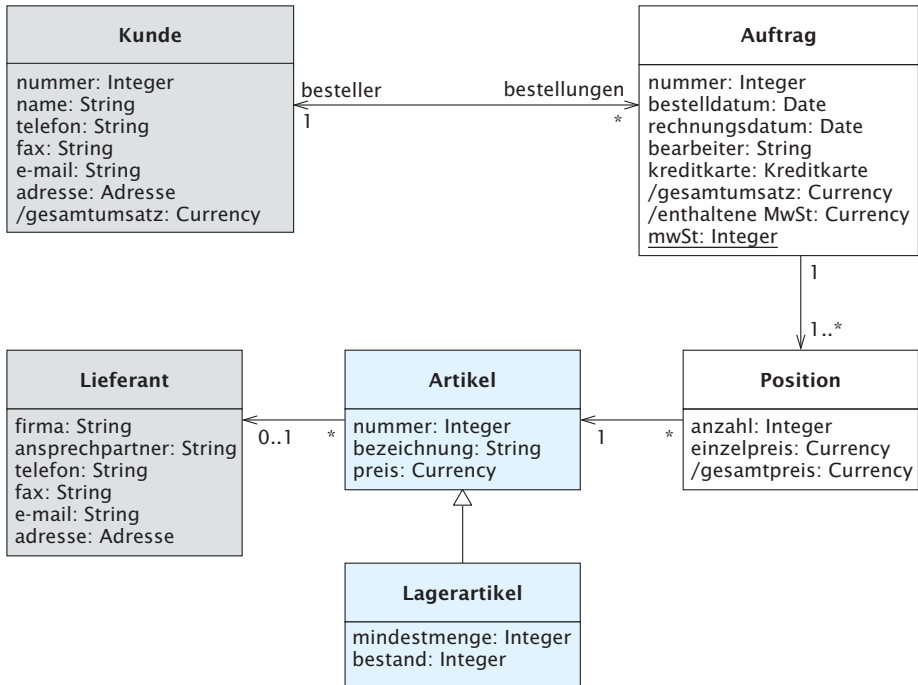 Kunde
nummer: Integer
name: String
telefon: String
fax: String
e-mail: String
adresse: Adresse
/gesamtumsatz: Currency
besteller
1
bestellungen
*
Auftrag
nummer: Integer
bestelldatum: Date
rechnungsdatum: Date
bearbeiter: String
kreditkarte: Kreditkarte
/gesamtumsatz: Currency
/enthaltene MwSt: Currency
mwSt: Integer
1
1..*
Lieferant
firma: String
ansprechpartner: String
telefon: String
fax: String
e-mail: String
adresse: Adresse
0..1
*
Artikel
nummer: Integer
bezeichnung: String
preis: Currency
1
*
Position
anzahl: Integer
einzelpreis: Currency
/gesamtpreis: Currency
Lagerartikel
mindestmenge: Integer
bestand: Integer